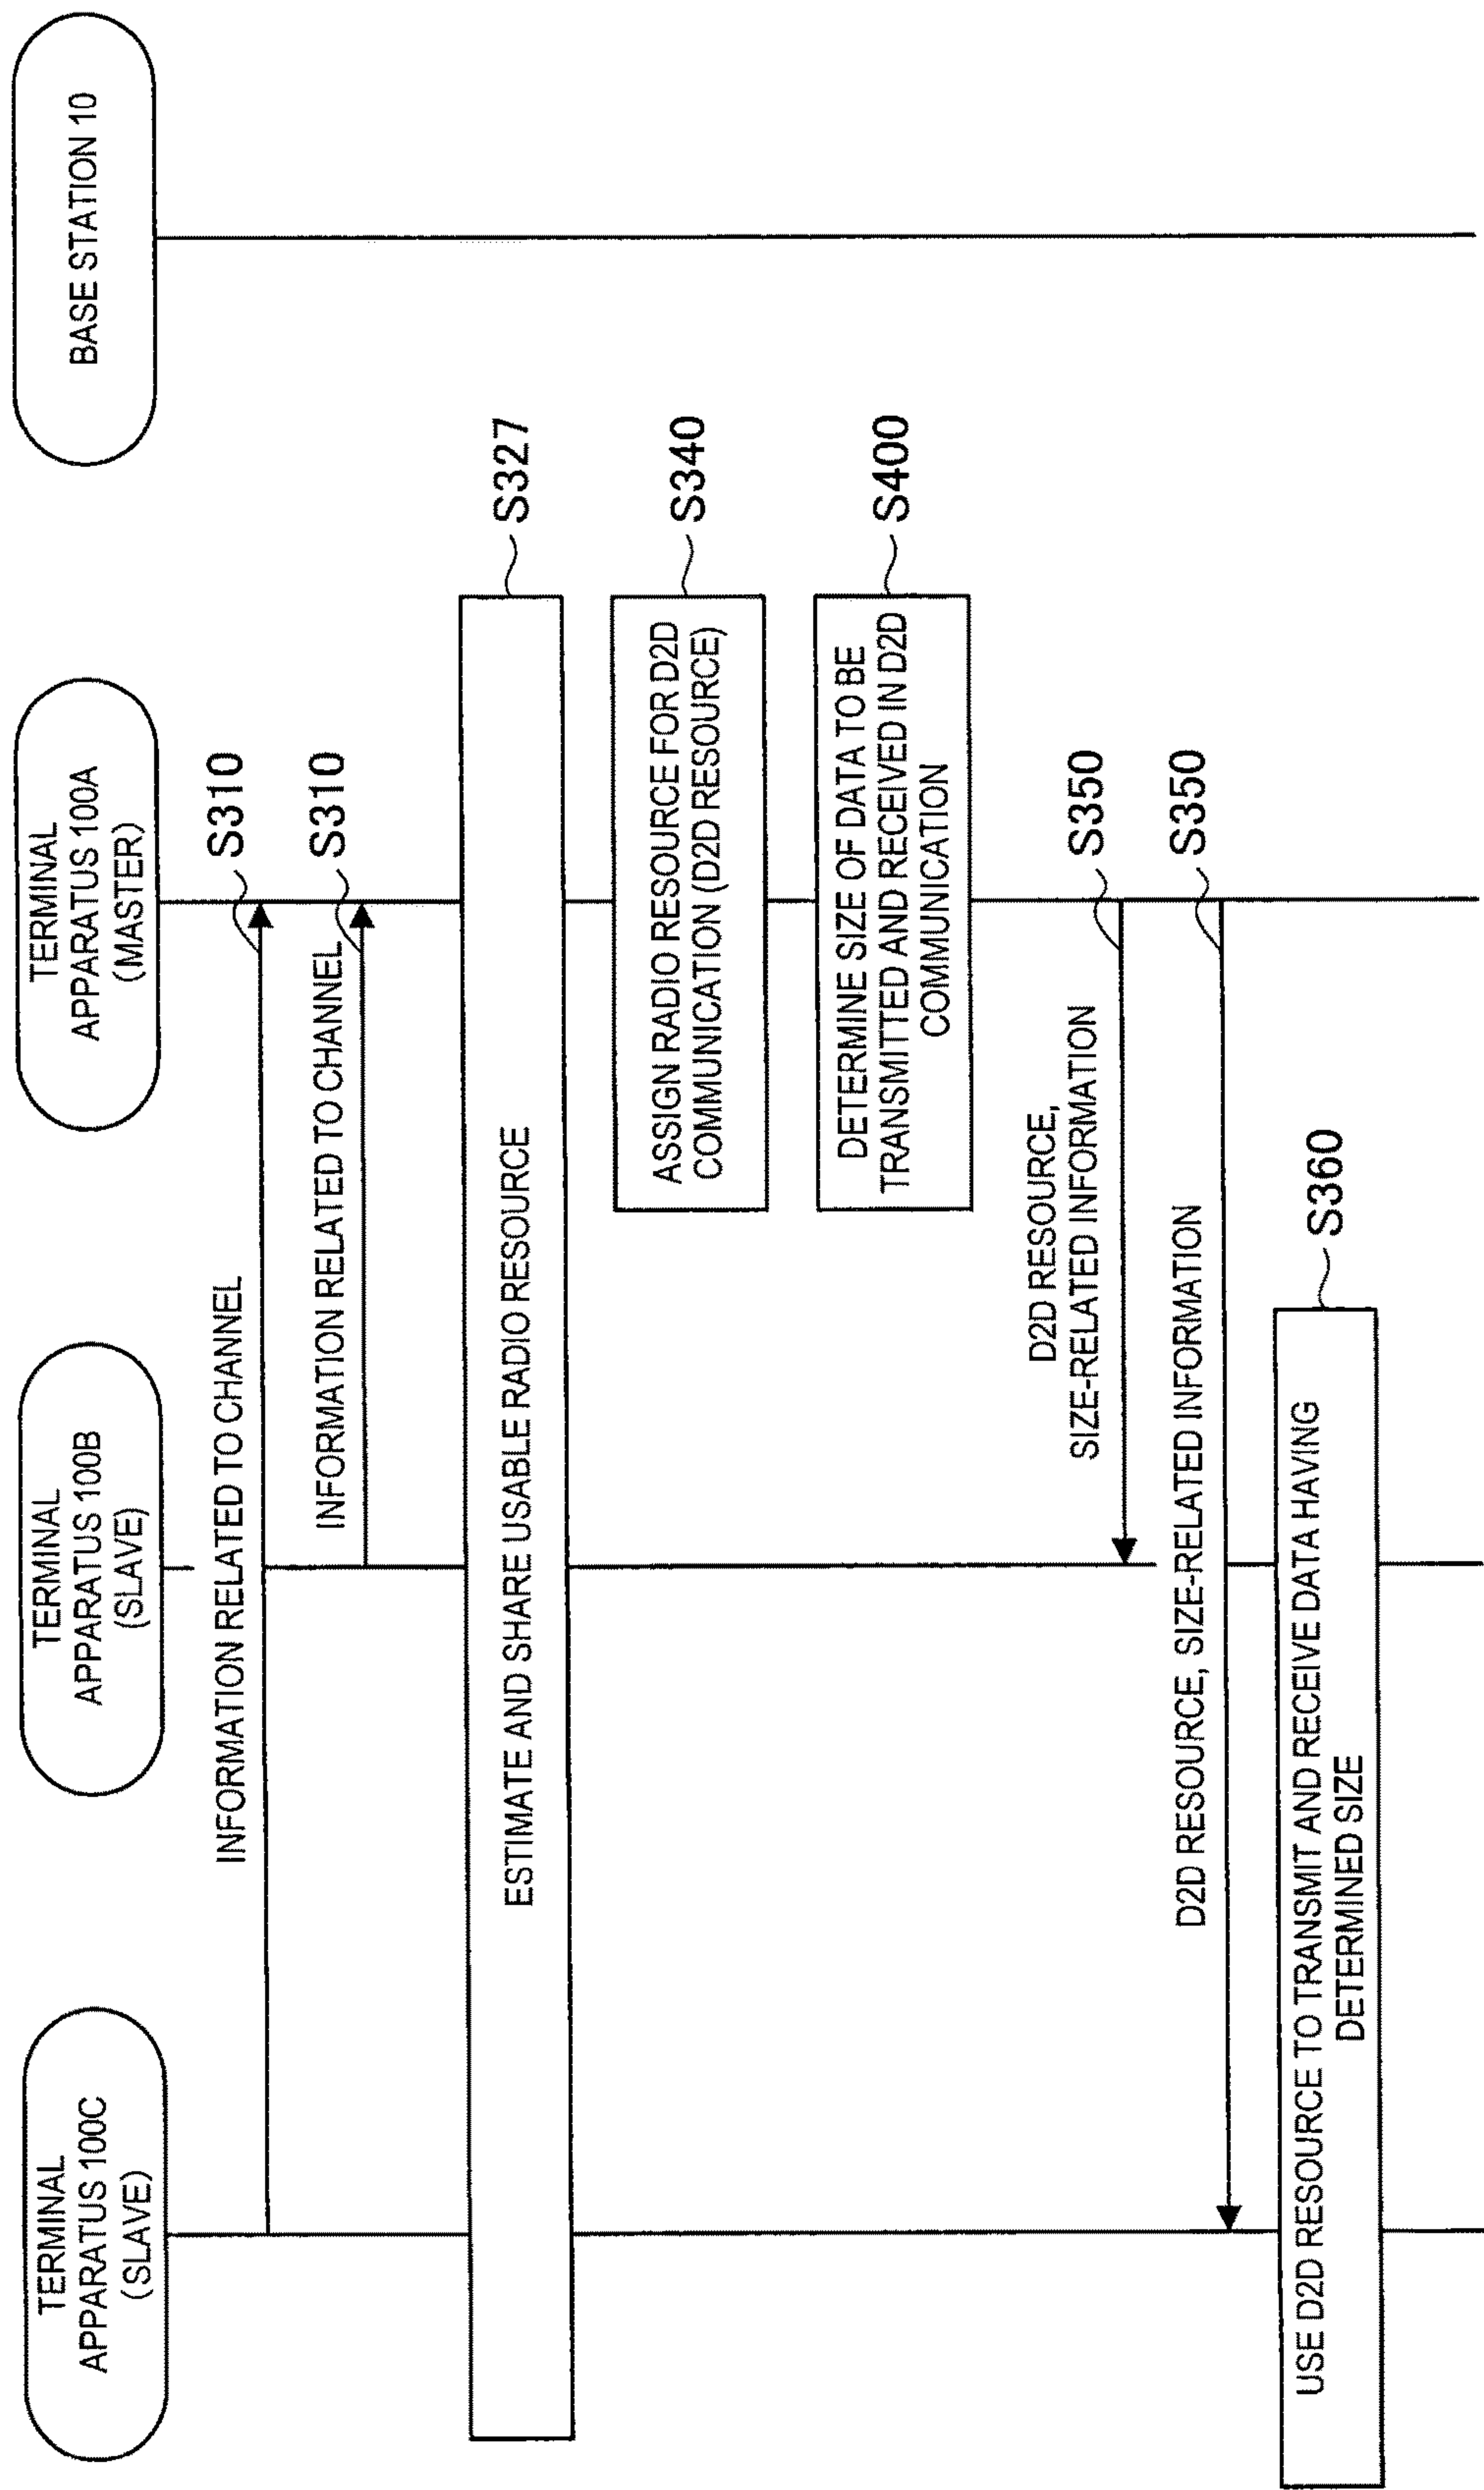 TERMINAL
APPARATUS 100C
(SLAVE)
TERMINAL
APPARATUS 100B
(SLAVE)
TERMINAL
APPARATUS 100A
(MASTER)
BASE STATION 10
INFORMATION RELATED TO CHANNEL
S310
INFORMATION RELATED TO CHANNEL
S310
ESTIMATE AND SHARE USABLE RADIO RESOURCE
S327
ASSIGN RADIO RESOURCE FOR D2D
COMMUNICATION (D2D RESOURCE)
S340
DETERMINE SIZE OF DATA TO BE
TRANSMITTED AND RECEIVED IN D2D
COMMUNICATION
S400
D2D RESOURCE,
SIZE-RELATED INFORMATION
S350
D2D RESOURCE, SIZE-RELATED INFORMATION
S350
USE D2D RESOURCE TO TRANSMIT AND RECEIVE DATA HAVING
DETERMINED SIZE
S360